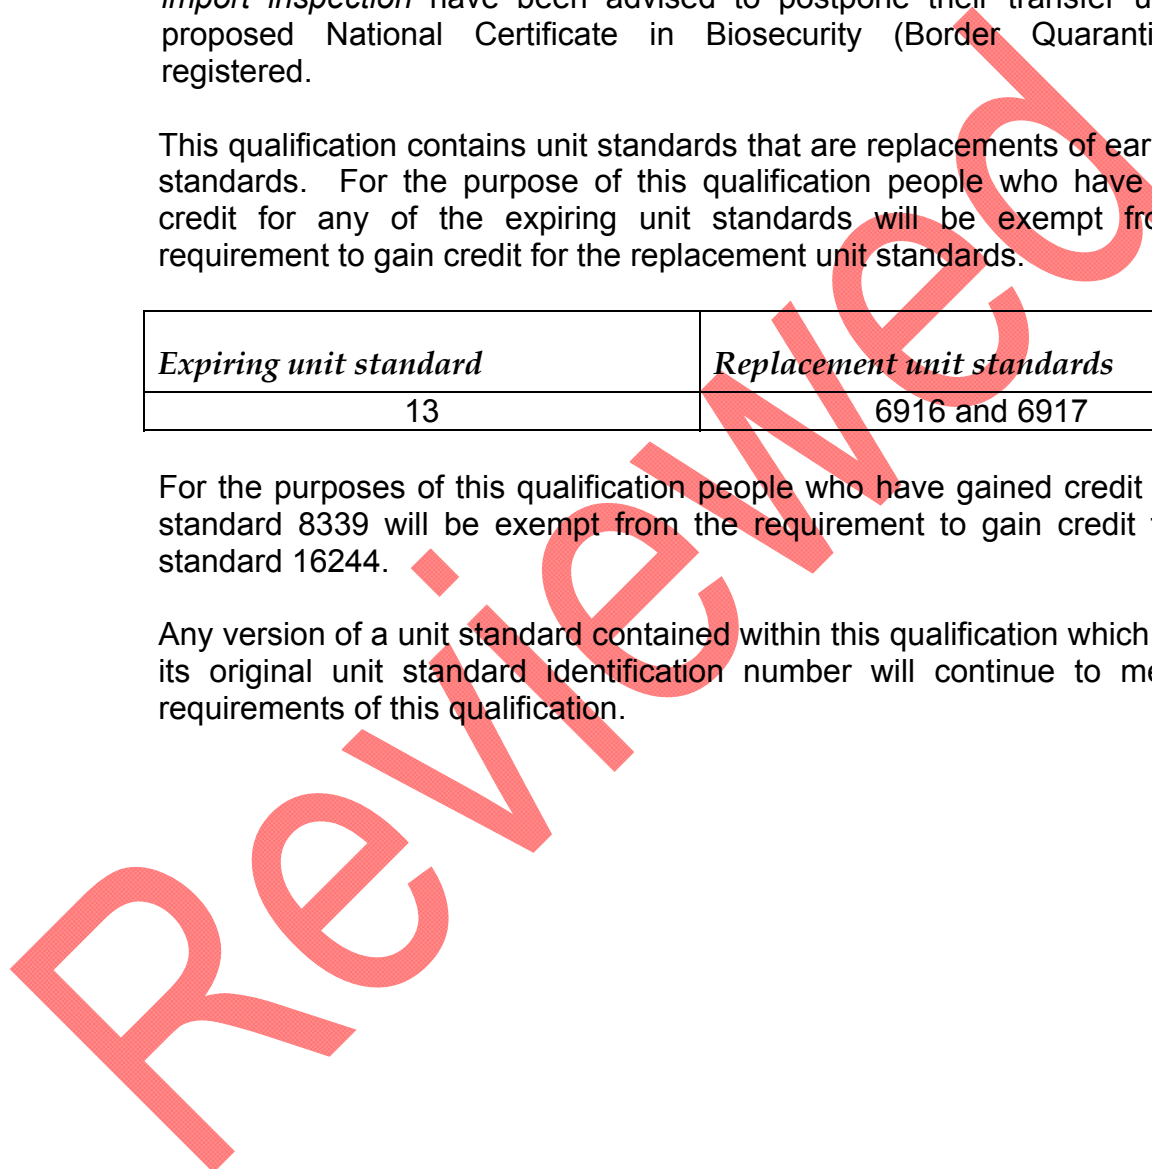 Import Inspection have been advised to postpone their transfer u
proposed National Certificate in Biosecurity (Border Quaranti
registered.
This qualification contains unit standards that are replacements of ear
standards. For the purpose of this qualification people who have
credit for any of the expiring unit standards will be exempt fro
requirement to gain credit for the replacement unit standards.
Expiring unit standard Replacement unit standards
13 6916 and 6917
For the purposes of this qualification people who have gained credit
standard 8339 will be exempt from the requirement to gain credit
standard 16244.
Any version of a unit standard contained within this qualification which
its original unit standard identification number will continue to me
requirements of this qualification.
Reviewed